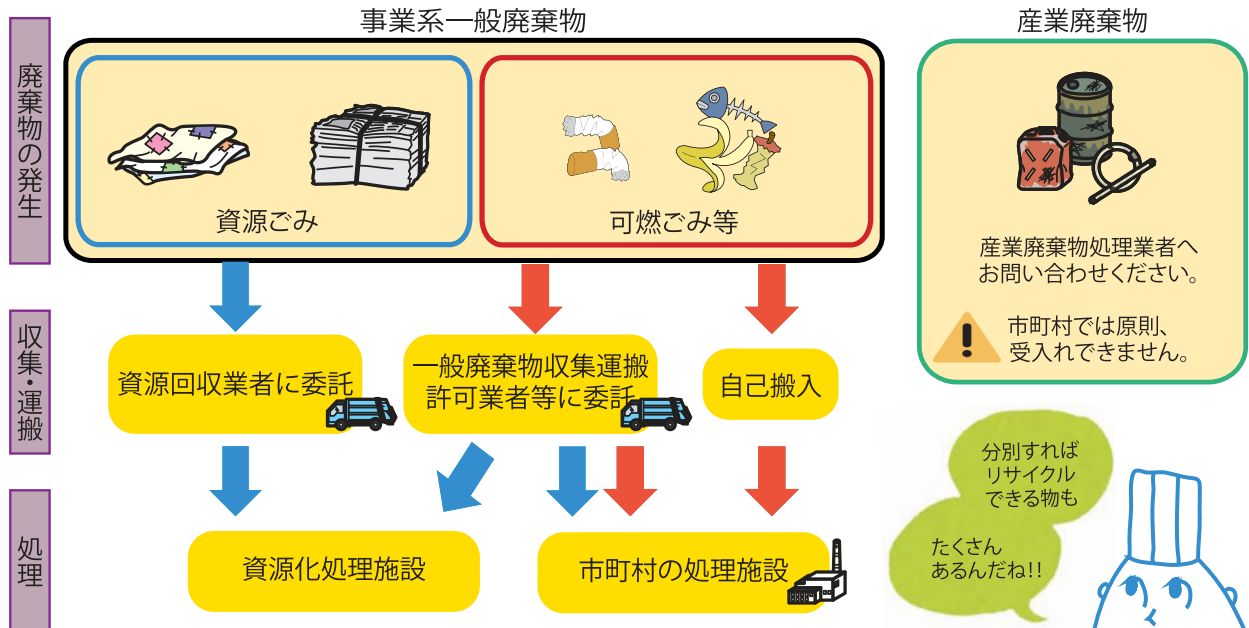 事業系一般廃棄物
産業廃棄物
廃棄物の発生
資源ごみ
可燃ごみ等
産業廃棄物処理業者へ
お問い合わせください。
市町村では原則、
受入れできません。
収集・運搬
資源回収業者に委託
一般廃棄物収集運搬
許可業者等に委託
自己搬入
分別すれば
リサイクル
できる物も
たくさん
あるんだね!!
処理
資源化処理施設
市町村の処理施設